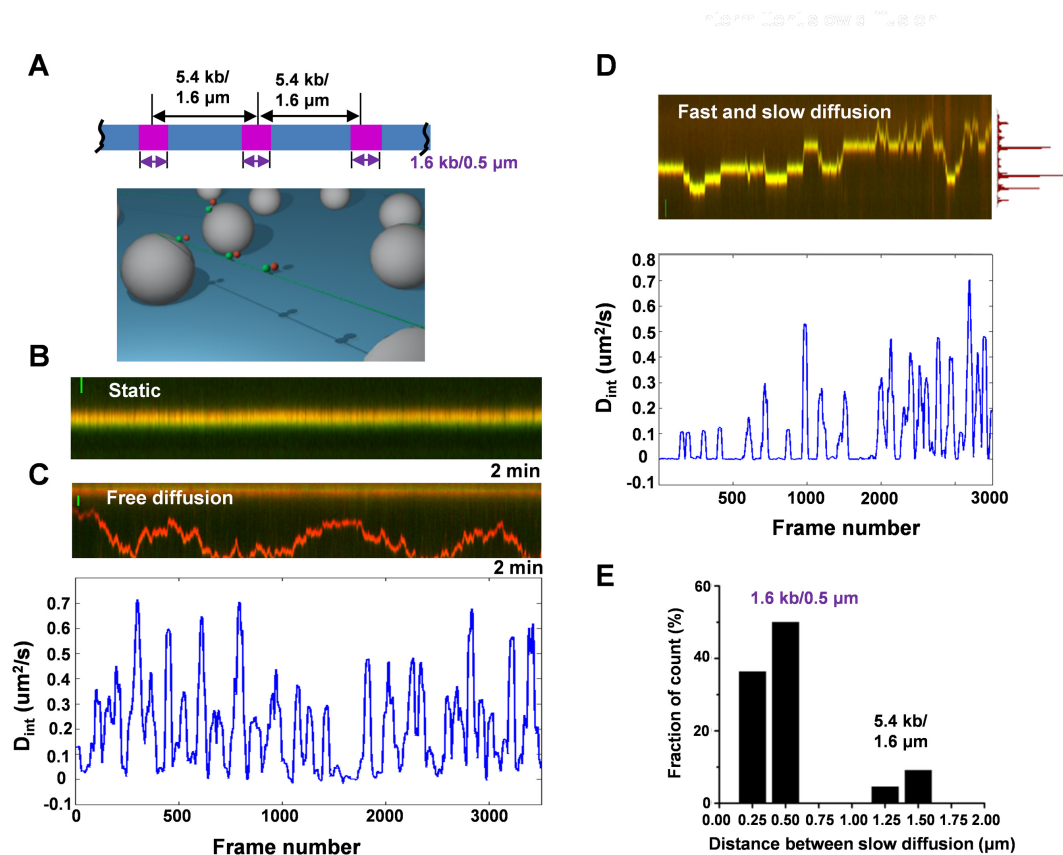 A
5.4 kb/
1.6 µm
5.4 kb/
1.6 µm
1.6 kb/0.5 µm
B
Static
2 min
C
Free diffusion
2 min
0.7
0.6
0.5
0.4
0.3
0.2
0.1
0
-0.1
D_int (um²/s)
0 500 1000 2000 3000
Frame number
D
Fast and slow diffusion
0.8
0.7
0.6
0.5
0.4
0.3
0.2
0.1
0
-0.1
D_int (um²/s)
500 1000 2000 3000
Frame number
E
60
40
20
0
Fraction of count (%)
1.6 kb/0.5 µm
5.4 kb/
1.6 µm
0.00 0.25 0.50 0.75 1.00 1.25 1.50 1.75 2.00
Distance between slow diffusion (µm)